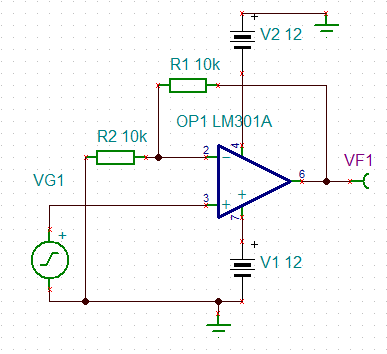 +
V2 12
R1 10k
OP1 LM301A
R2 10k
4
2
−
VF1
6
VG1
3
+
+
7
+
+
V1 12